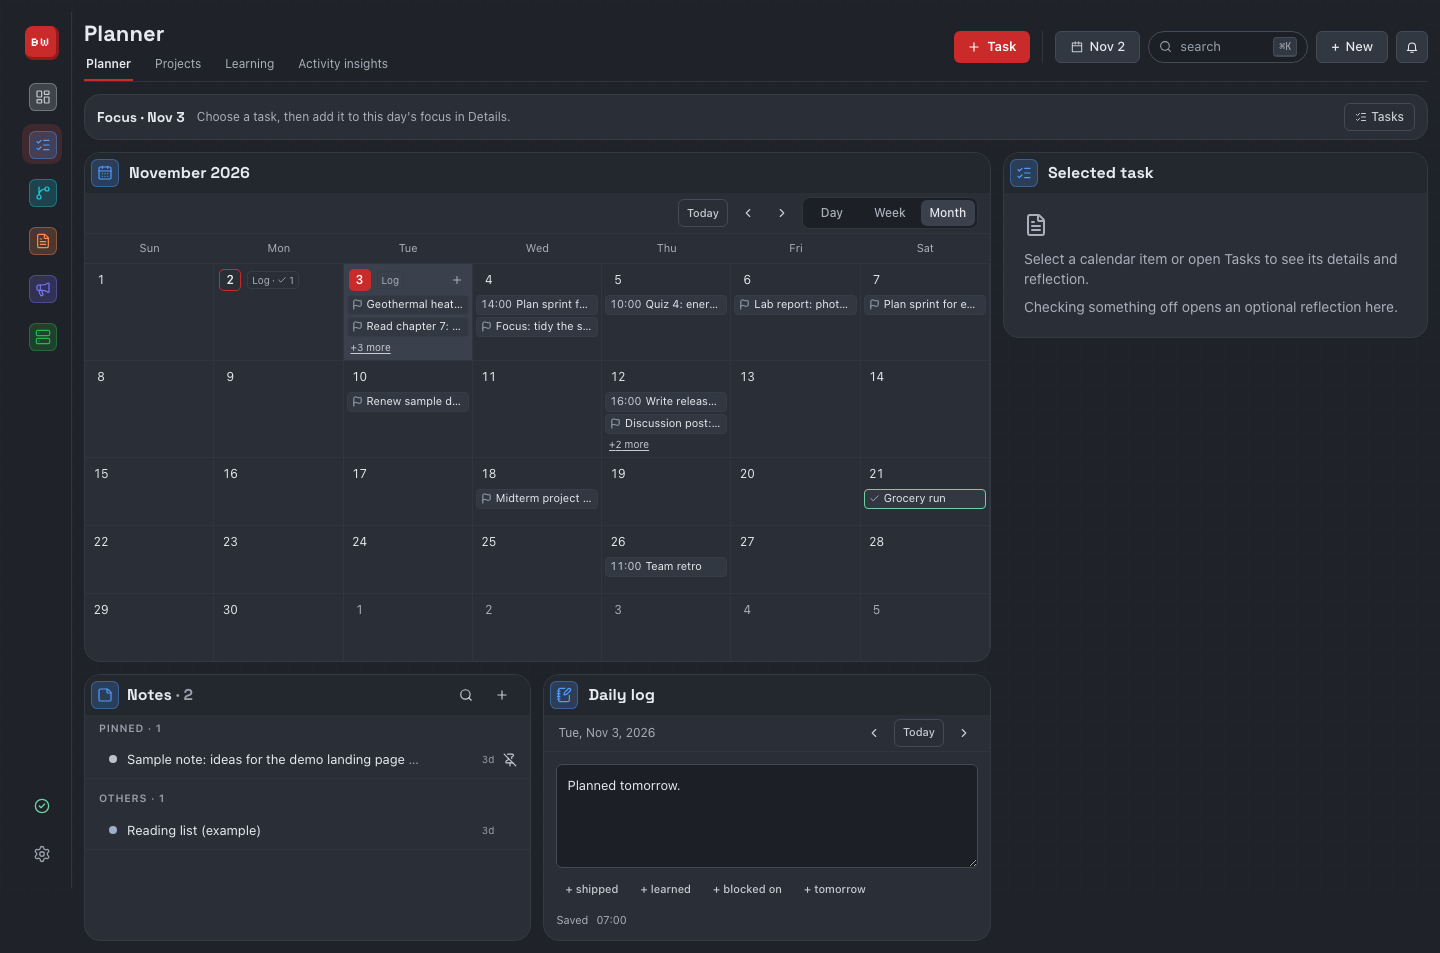 BW
Planner
Planner Projects Learning Activity insights
+ Task
Nov 2
search ⌘K
+ New
Focus · Nov 3 Choose a task, then add it to this day's focus in Details.
Tasks
November 2026
Today Day Week Month
Sun Mon Tue Wed Thu Fri Sat
1 2 Log · ✓ 1 3 Log + 4 5 6 7
Geothermal heat... 14:00 Plan sprint f... 10:00 Quiz 4: ener... Lab report: phot... Plan sprint for e...
Read chapter 7: ... Focus: tidy the s...
+3 more
8 9 10 11 12 13 14
Renew sample d... 16:00 Write releas...
Discussion post:...
+2 more
15 16 17 18 19 20 21
Midterm project ... ✓ Grocery run
22 23 24 25 26 27 28
11:00 Team retro
29 30 1 2 3 4 5
Selected task
Select a calendar item or open Tasks to see its details and
reflection.
Checking something off opens an optional reflection here.
Notes · 2
PINNED · 1
Sample note: ideas for the demo landing page ... 3d
OTHERS · 1
Reading list (example) 3d
Daily log
Tue, Nov 3, 2026 Today
Planned tomorrow.
+ shipped + learned + blocked on + tomorrow
Saved 07:00